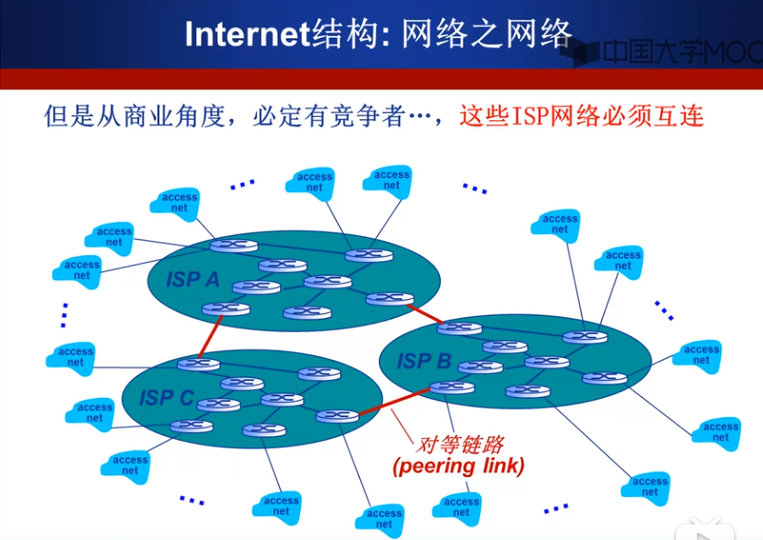 Internet结构: 网络之网络
中国大学MOC
但是从商业角度，必定有竞争者…，这些ISP网络必须互连
access
net
access
net
access
net
access
net
access
net
access
net
access
net
ISP A
access
net
ISP B
access
net
ISP C
access
net
对等链路
(peering link)
access
net
access
net
access
net
access
net
access
net
access
net